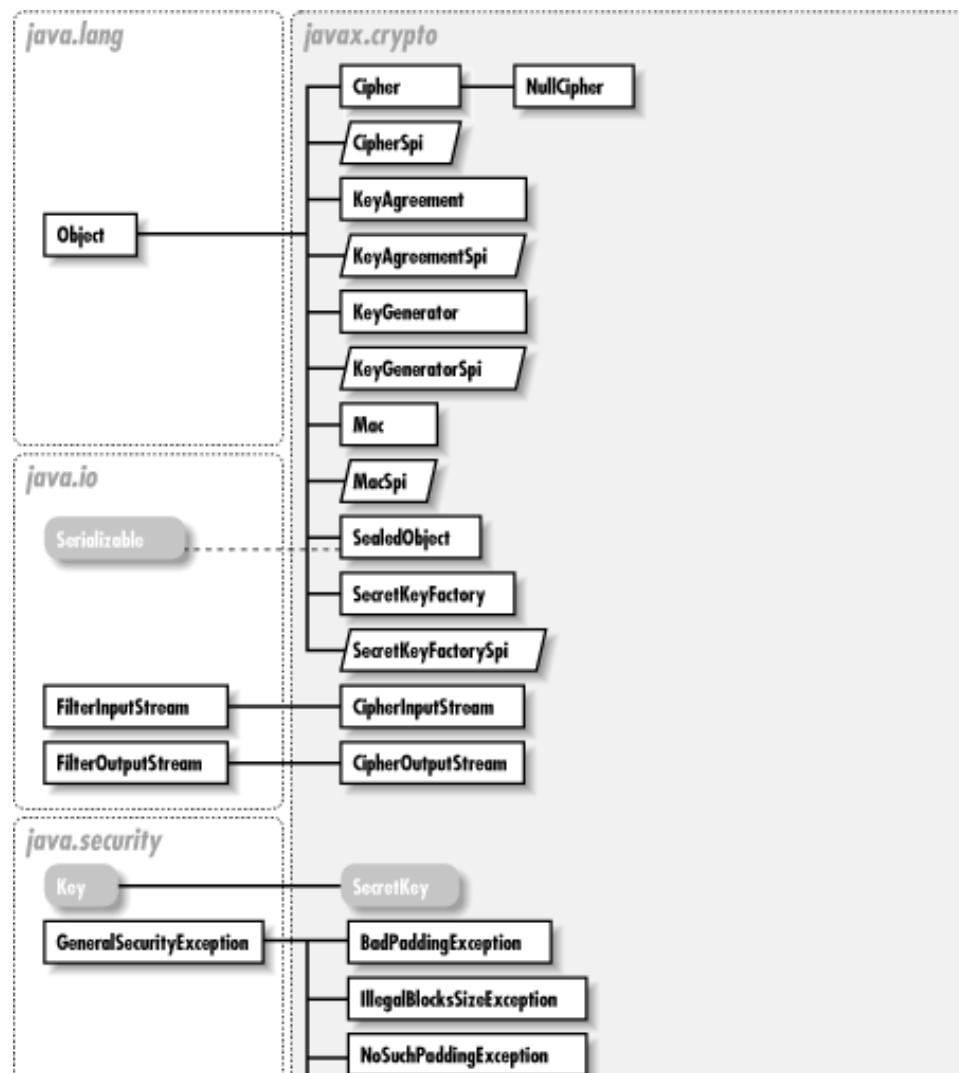 java.lang
javax.crypto
Cipher
NullCipher
CipherSpi
KeyAgreement
Object
KeyAgreementSpi
KeyGenerator
KeyGeneratorSpi
Mac
MacSpi
java.io
Serializable
SealedObject
SecretKeyFactory
SecretKeyFactorySpi
FilterInputStream
CipherInputStream
FilterOutputStream
CipherOutputStream
java.security
Key
SecretKey
GeneralSecurityException
BadPaddingException
IllegalBlocksSizeException
NoSuchPaddingException